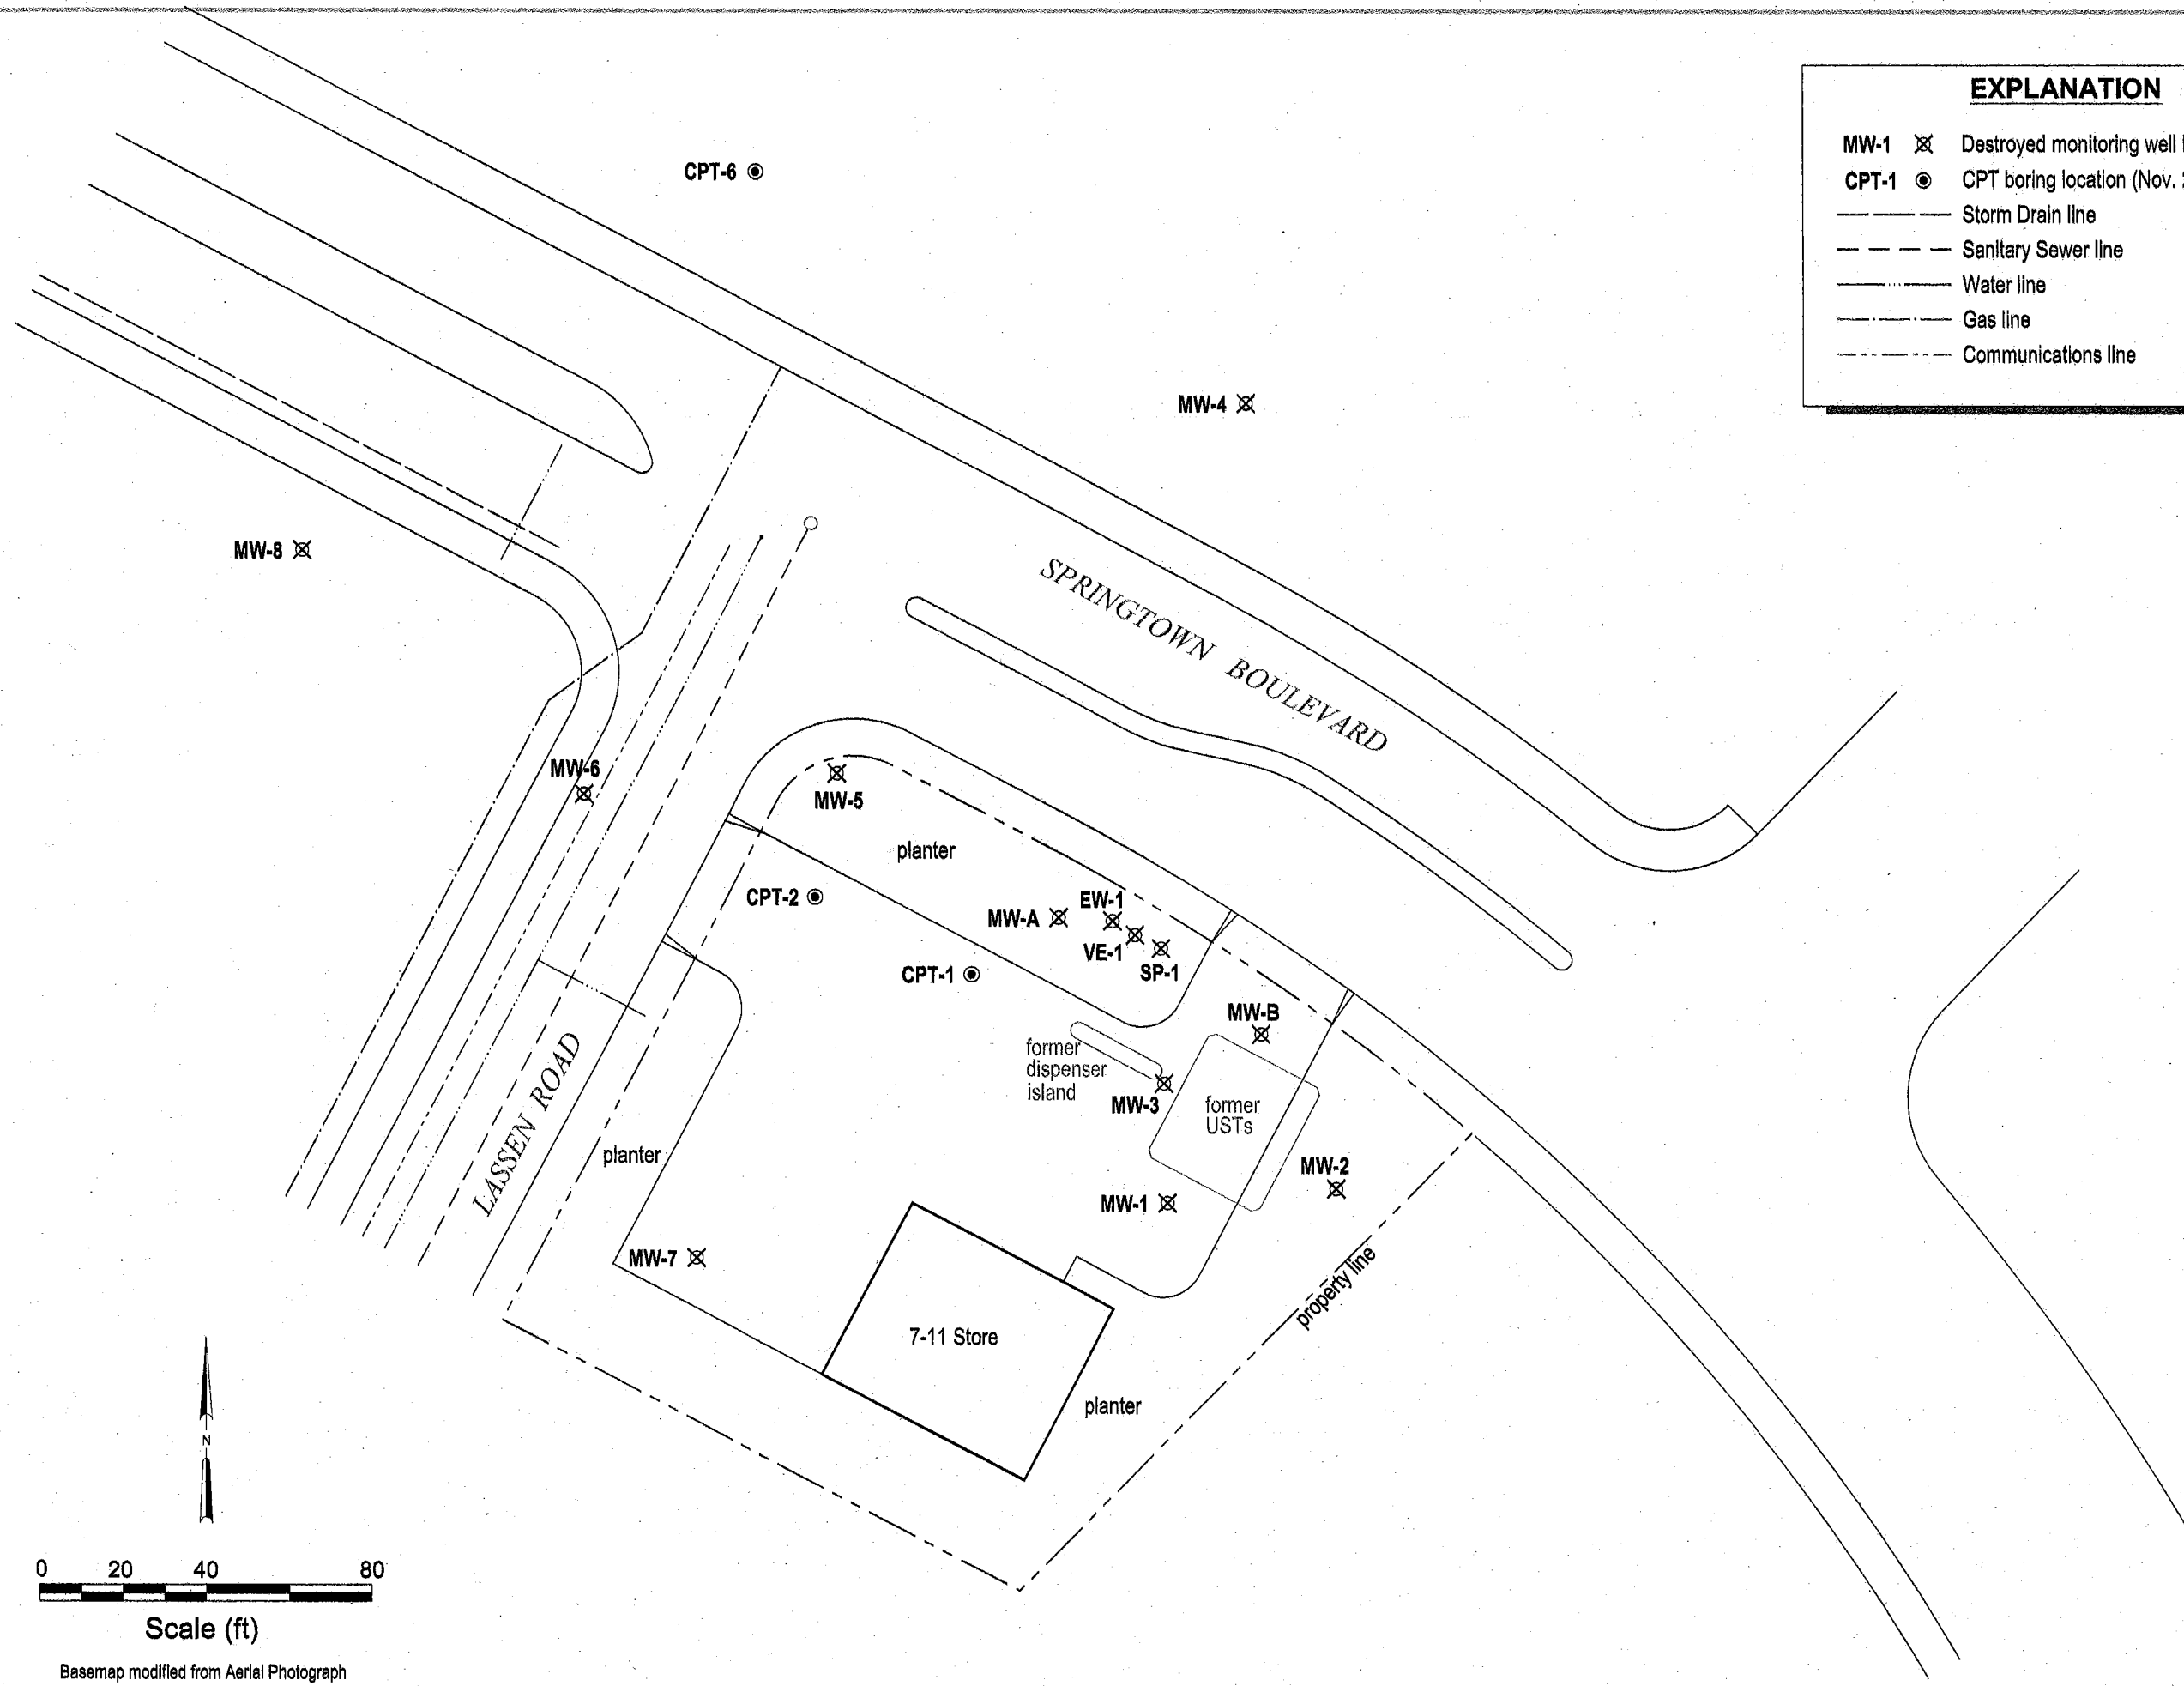 EXPLANATION
MW-1 Destroyed monitoring well
CPT-1 CPT boring location (Nov.
Storm Drain line
Sanitary Sewer line
Water line
Gas line
Communications line
CPT-6
MW-4
MW-8
SPRINGTOWN BOULEVARD
MW-6
MW-5
planter
CPT-2
EW-1
MW-A
VE-1
SP-1
CPT-1
MW-B
former
dispenser
island
MW-3
former
USTs
LASSEN ROAD
planter
MW-2
MW-1
MW-7
property line
7-11 Store
planter
N
0 20 40 80
Scale (ft)
Basemap modified from Aerial Photograph